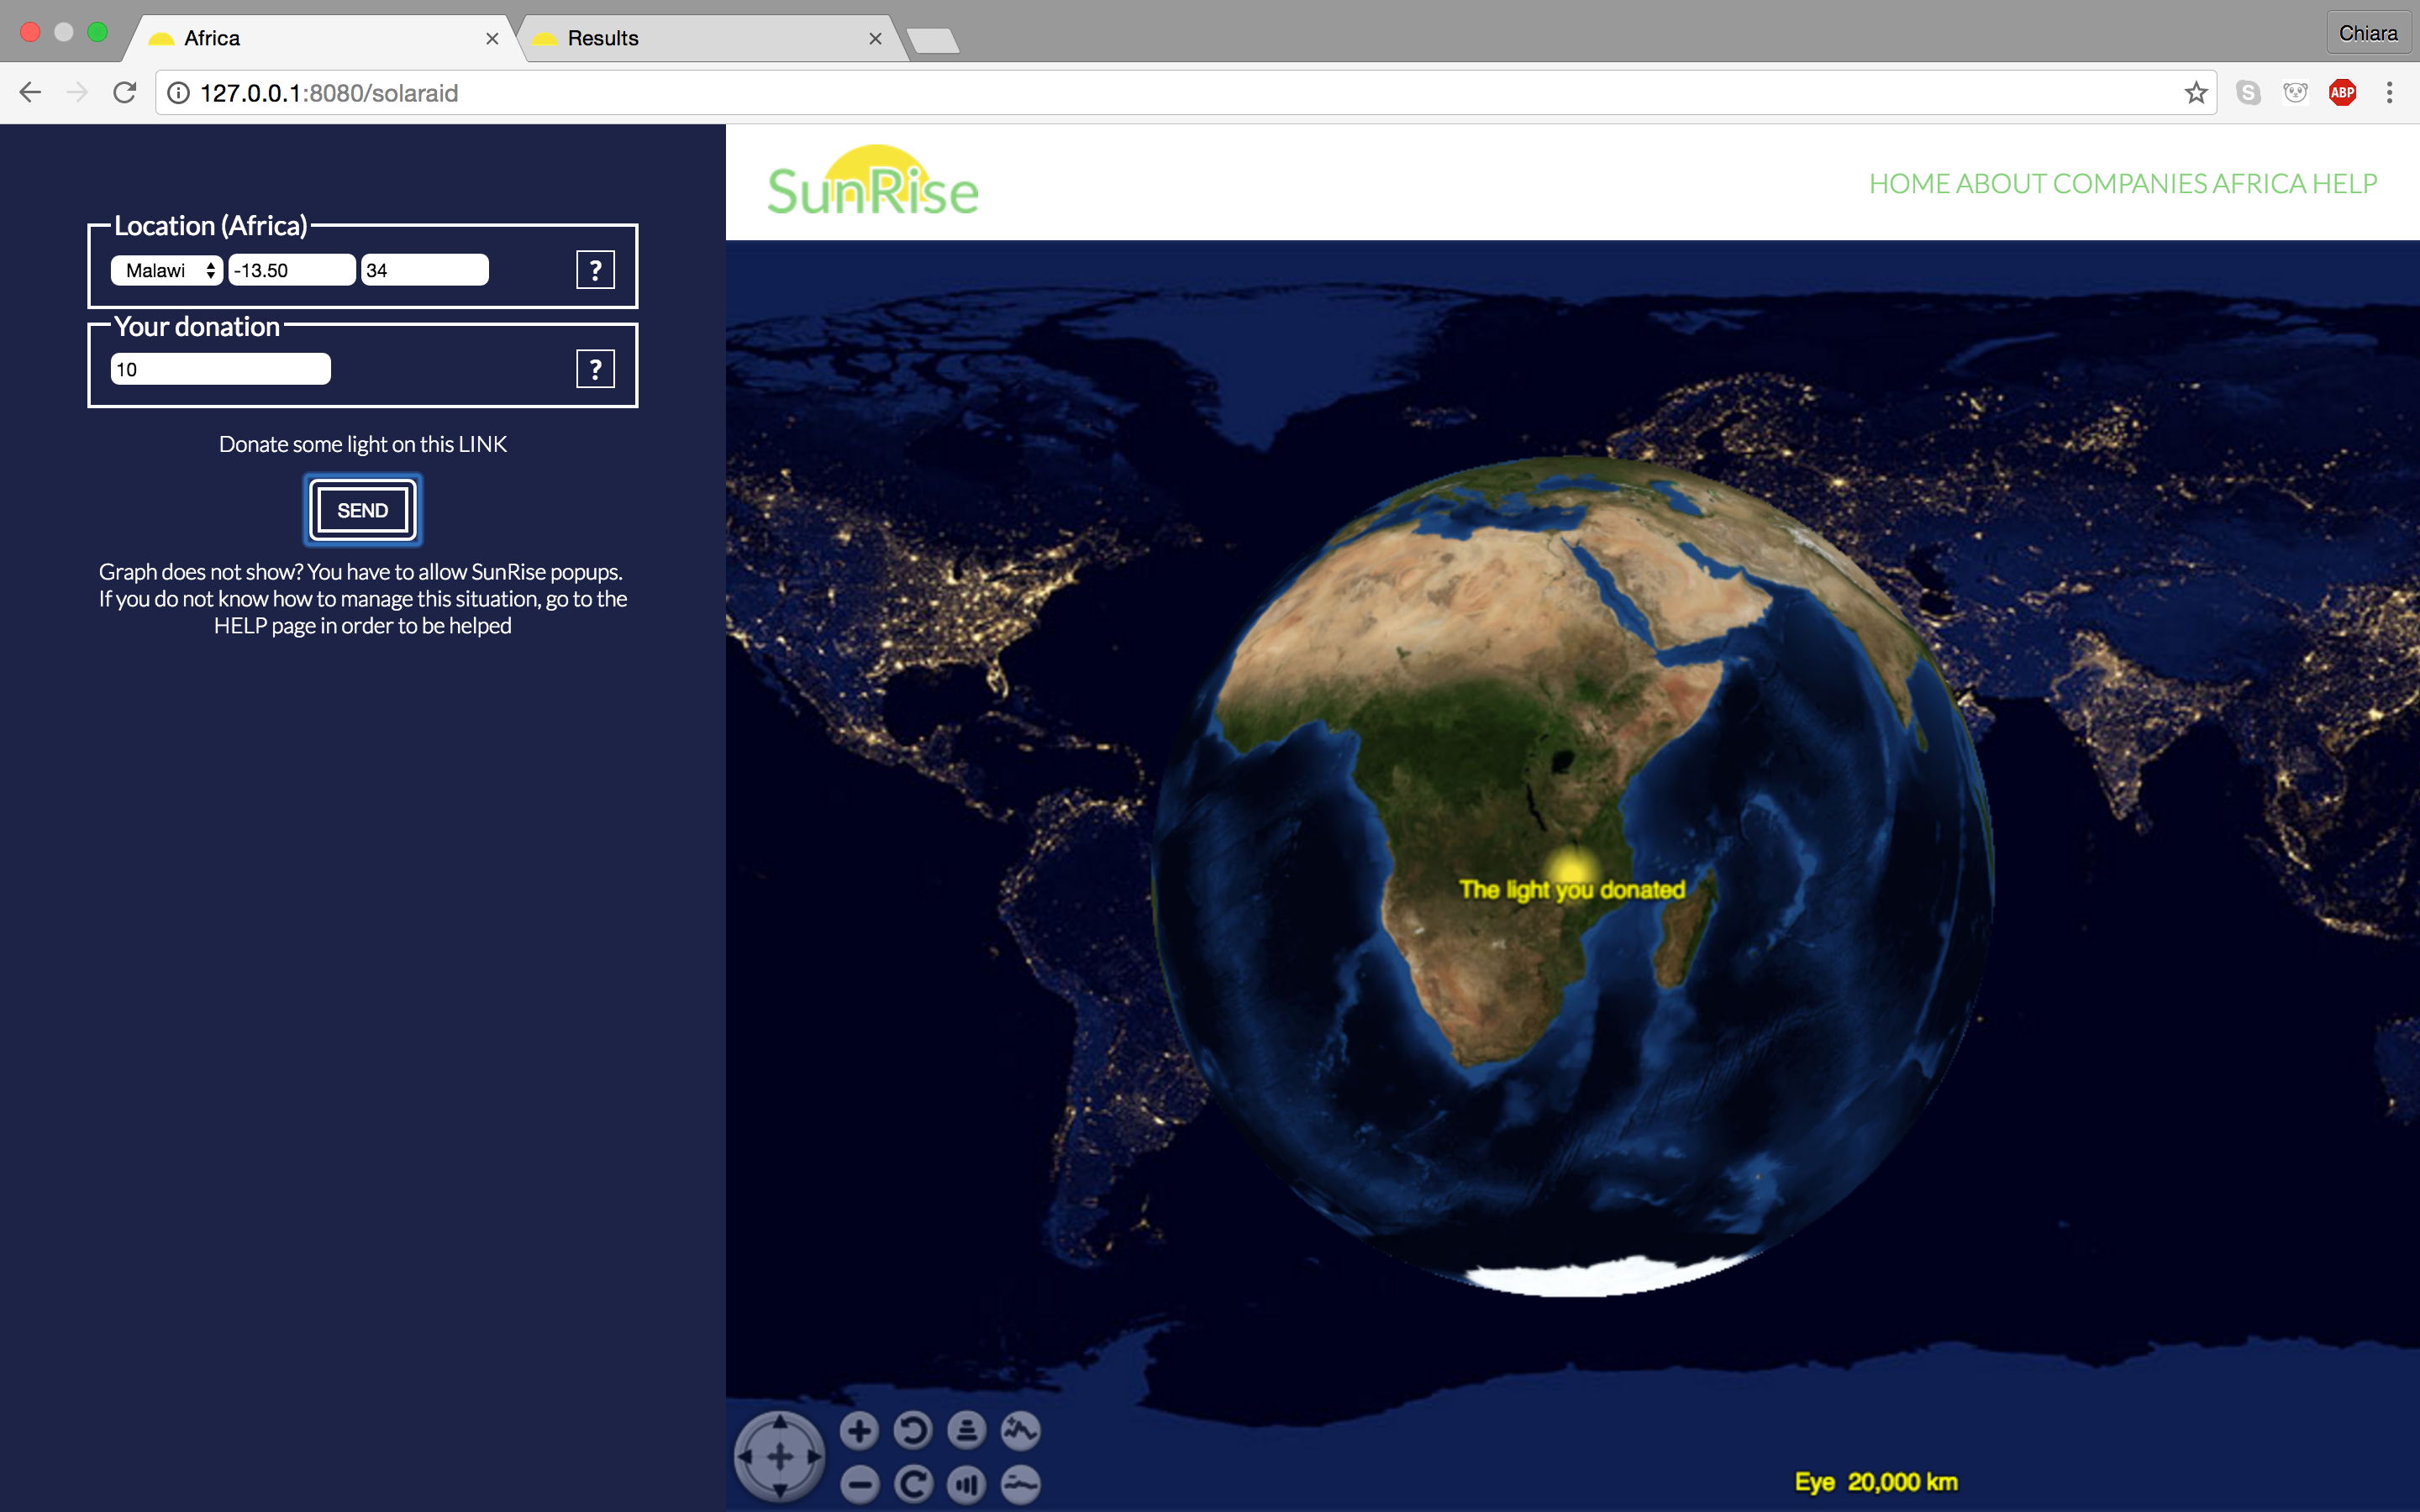 Africa
Results
Chiara
127.0.0.1:8080/solaraid
ABP
SunRise
HOME ABOUT COMPANIES AFRICA HELP
Location (Africa)
Malawi -13.50 34 ?
Your donation
10 ?
Donate some light on this LINK
SEND
Graph does not show? You have to allow SunRise popups.
If you do not know how to manage this situation, go to the
HELP page in order to be helped
The light you donated
Eye 20,000 km